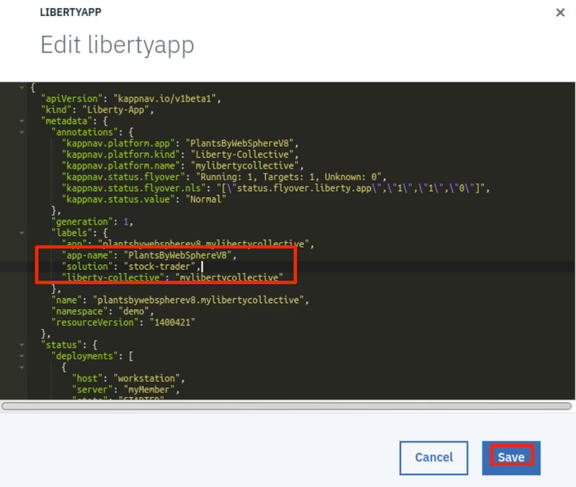 LIBERTYAPP
Edit libertyapp
{
"apiVersion": "kappnav.io/v1beta1",
"kind": "Liberty-App",
"metadata": {
"annotations": {
"kappnav.platform.app": "PlantsByWebSphereV8",
"kappnav.platform.kind": "Liberty-Collective",
"kappnav.platform.name": "mylibertycollective",
"kappnav.status.flyover": "Running: 1, Targets: 1, Unknown: 0",
"kappnav.status.flyover.nls": "[\"status.flyover.liberty.app\",\"1\",\"1\",\"0\"]",
"kappnav.status.value": "Normal"
},
"generation": 1,
"labels": {
"app": "plantsbywebspherev8.mylibertycollective",
"app-name": "PlantsByWebSphereV8",
"solution": "stock-trader",
"liberty-collective": "mylibertycollective"
},
"name": "plantsbywebspherev8.mylibertycollective",
"namespace": "demo",
"resourceVersion": "1400421"
},
"status": {
"deployments": [
{
"host": "workstation",
"server": "myMember",
"state": "STARTED"
Cancel
Save